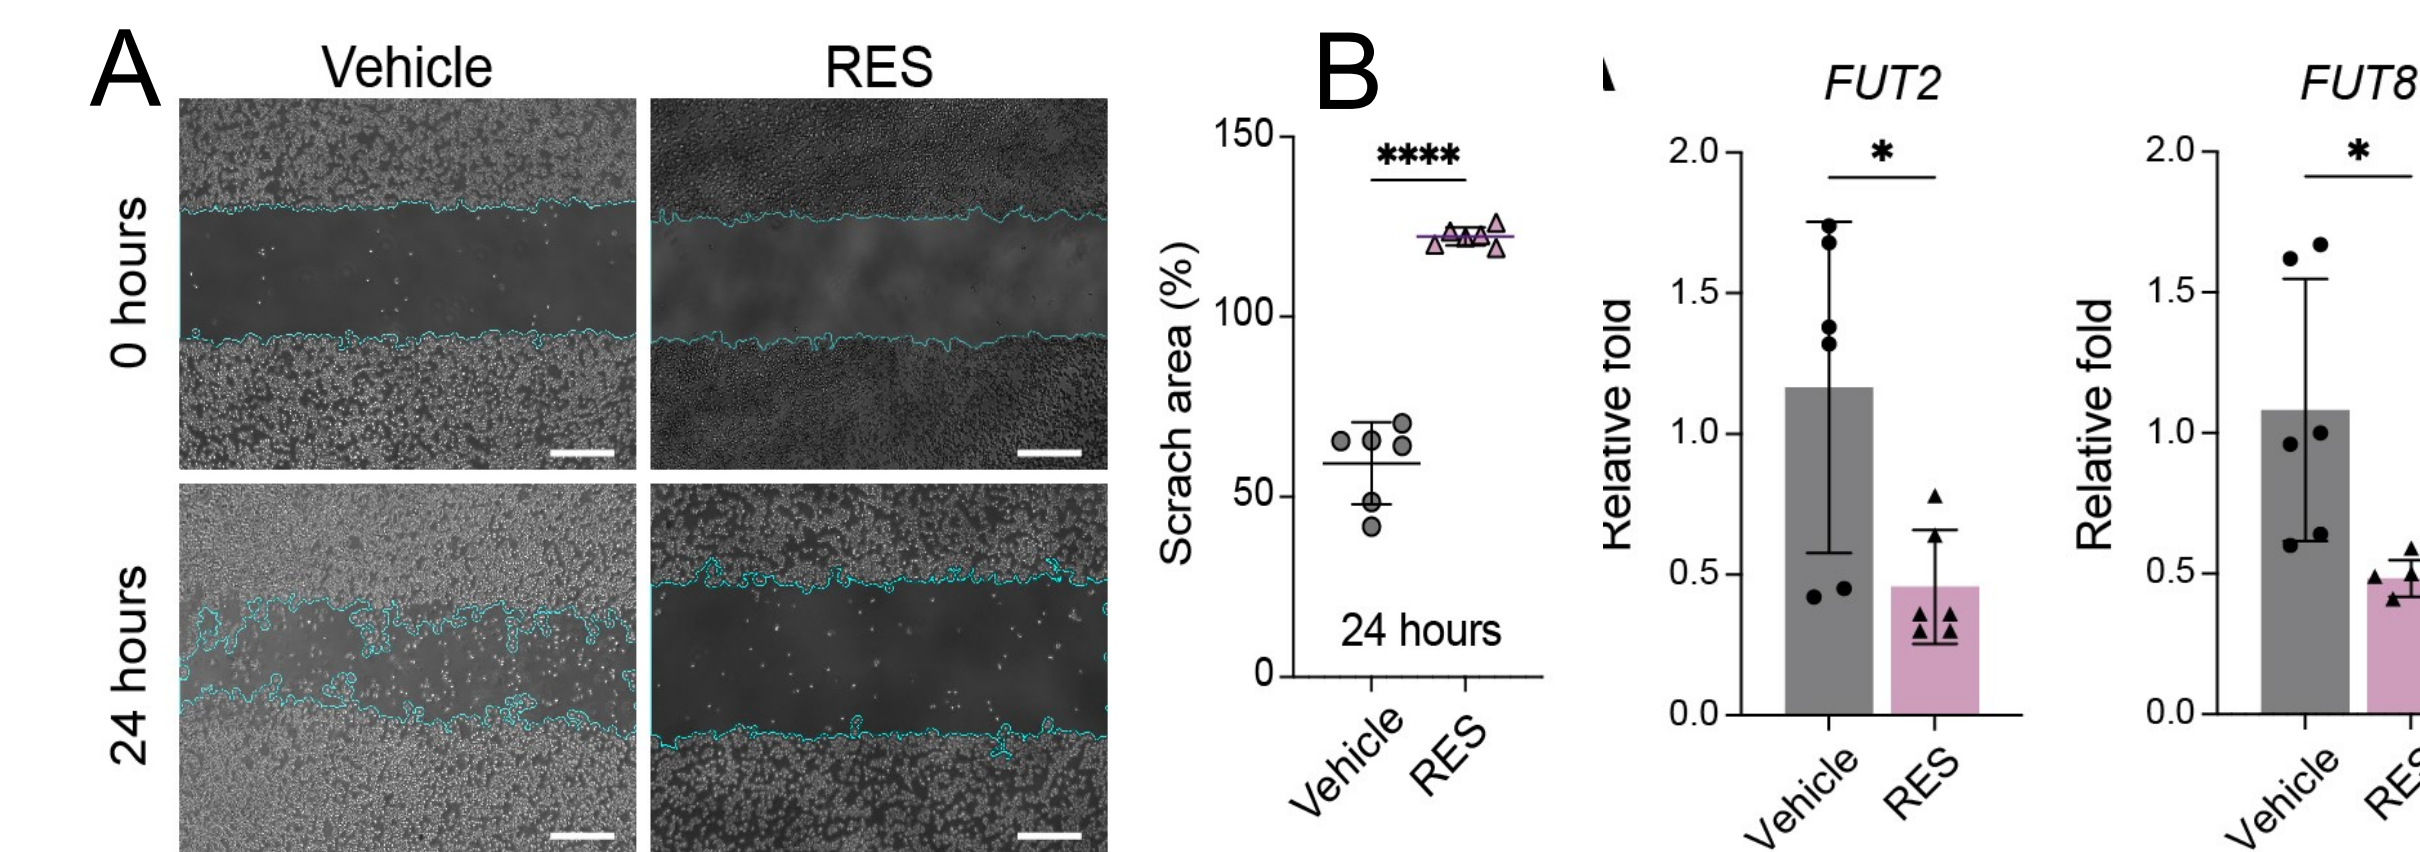 A
Vehicle
RES
0 hours
24 hours
B
Scrach area (%)
150
100
50
0
****
24 hours
Vehicle
RES
FUT2
Relative fold
2.0
1.5
1.0
0.5
0.0
*
Vehicle
RES
FUT8
Relative fold
2.0
1.5
1.0
0.5
0.0
*
Vehicle
RES